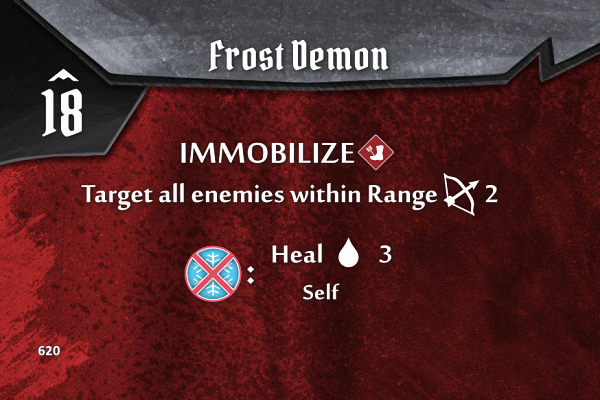 Frost Demon
18
IMMOBILIZE
Target all enemies within Range 2
: Heal 3
Self
620